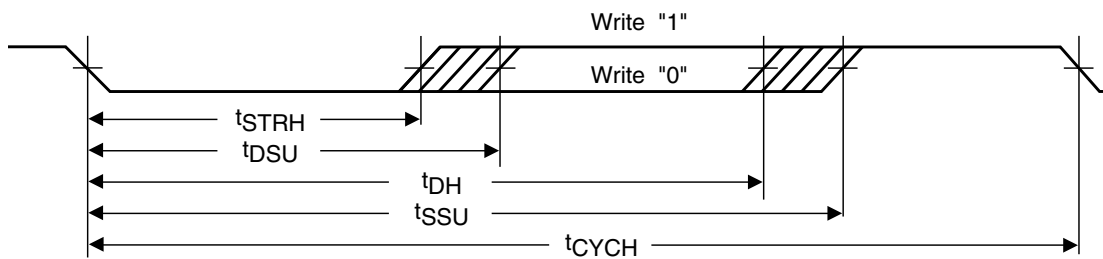 Write "1"
Write "0"
tSTRH
tDSU
tDH
tSSU
tCYCH